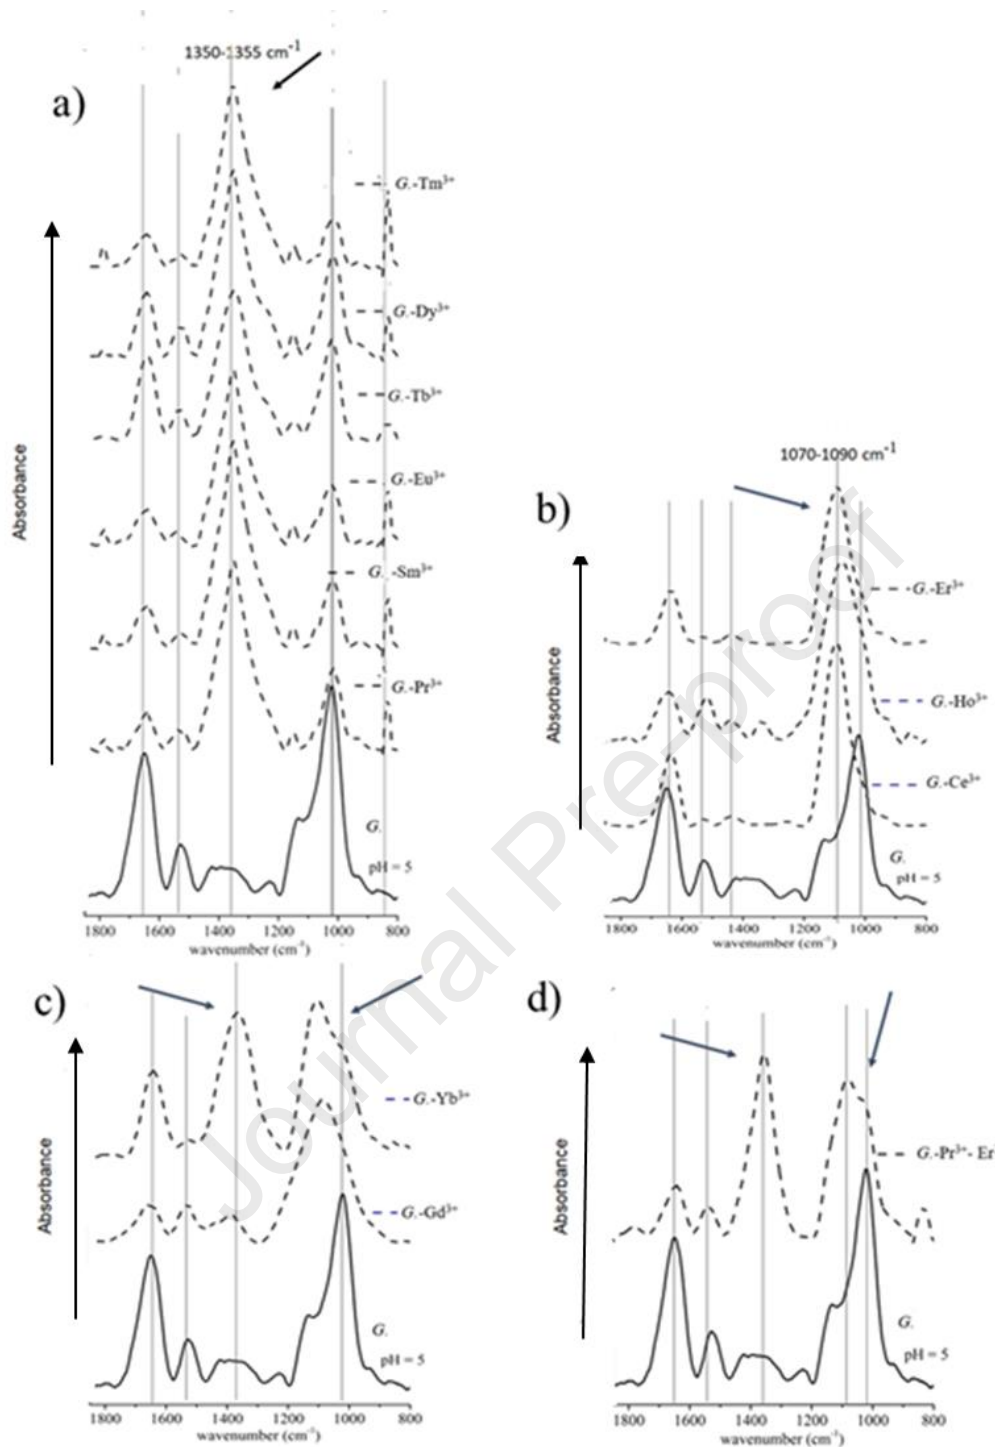 1350-1355 cm⁻¹
a)
G.-Tm³⁺
G.-Dy³⁺
G.-Tb³⁺
G.-Eu³⁺
G. -Sm³⁺
G.-Pr³⁺
G.
pH = 5
Absorbance
1800 1600 1400 1200 1000 800
wavenumber (cm⁻¹)
1070-1090 cm⁻¹
b)
G.-Er³⁺
G.-Ho³⁺
G.-Ce³⁺
G.
pH = 5
Absorbance
1800 1600 1400 1200 1000 800
wavenumber (cm⁻¹)
c)
G.-Yb³⁺
G.-Gd³⁺
G.
pH = 5
Absorbance
1800 1600 1400 1200 1000 800
wavenumber (cm⁻¹)
d)
G.-Pr³⁺- Er
G.
pH = 5
Absorbance
1800 1600 1400 1200 1000 800
wavenumber (cm⁻¹)
Journal Pre-proof